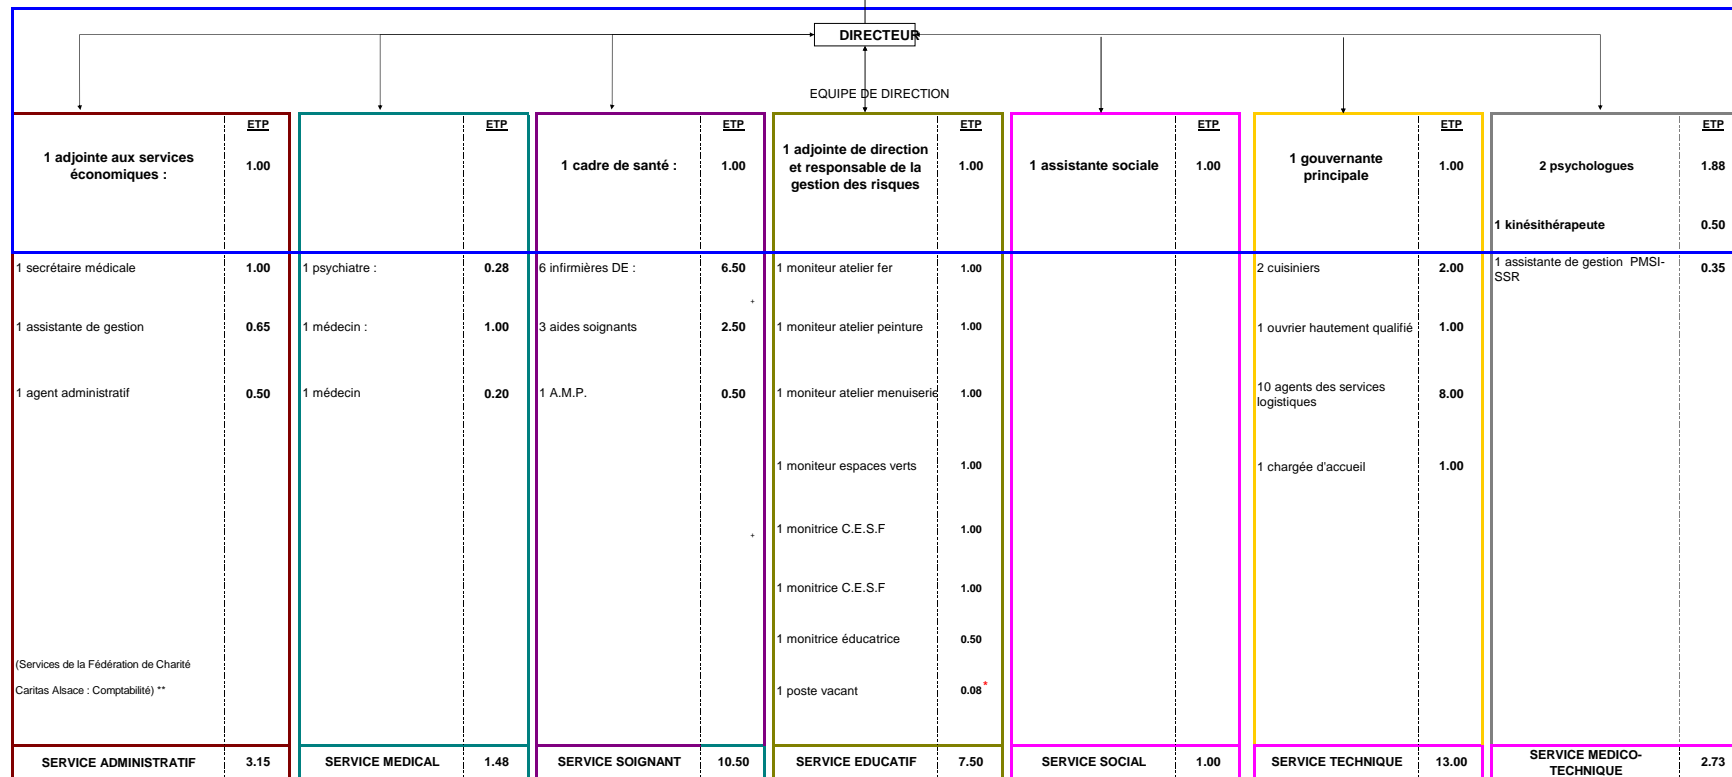 DIRECTEUR
EQUIPE DE DIRECTION
ETP
1 adjointe aux services
économiques :
1.00
1 secrétaire médicale
1.00
1 assistante de gestion
0.65
1 agent administratif
0.50
(Services de la Fédération de Charité
Caritas Alsace : Comptabilité) **
SERVICE ADMINISTRATIF
3.15
ETP
1 psychiatre :
0.28
1 médecin :
1.00
1 médecin
0.20
SERVICE MEDICAL
1.48
ETP
1 cadre de santé :
1.00
6 infirmières DE :
6.50
+
3 aides soignants
2.50
1 A.M.P.
0.50
+
SERVICE SOIGNANT
10.50
ETP
1 adjointe de direction
et responsable de la
gestion des risques
1.00
1 moniteur atelier fer
1.00
1 moniteur atelier peinture
1.00
1 moniteur atelier menuiserie
1.00
1 moniteur espaces verts
1.00
1 monitrice C.E.S.F
1.00
1 monitrice C.E.S.F
1.00
1 monitrice éducatrice
0.50
1 poste vacant
0.08 *
SERVICE EDUCATIF
7.50
ETP
1 assistante sociale
1.00
SERVICE SOCIAL
1.00
ETP
1 gouvernante
principale
1.00
2 cuisiniers
2.00
1 ouvrier hautement qualifié
1.00
10 agents des services
logistiques
8.00
1 chargée d'accueil
1.00
SERVICE TECHNIQUE
13.00
ETP
2 psychologues
1.88
1 kinésithérapeute
0.50
1 assistante de gestion PMSI-
SSR
0.35
SERVICE MEDICO-
TECHNIQUE
2.73